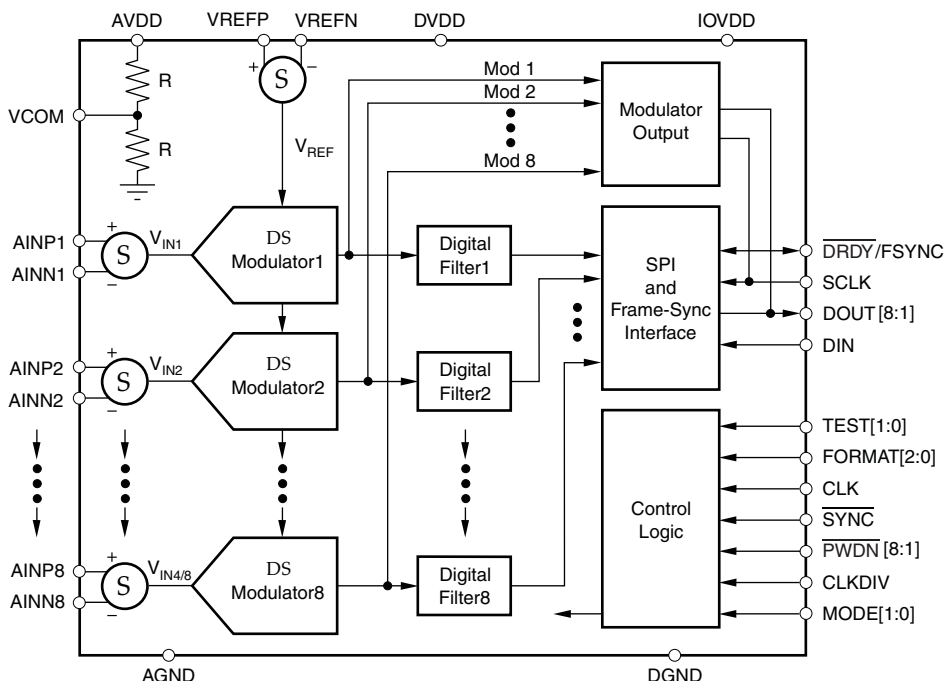 AVDD
VREFP
VREFN
DVDD
IOVDD
R
VCOM
R
+
S
−
VREF
Mod 1
Mod 2
Mod 8
Modulator
Output
AINP1
AINN1
+
S
−
VIN1
DS
Modulator1
Digital
Filter1
SPI
and
Frame-Sync
Interface
DRDY/FSYNC
SCLK
DOUT[8:1]
DIN
AINP2
AINN2
+
S
−
VIN2
DS
Modulator2
Digital
Filter2
Control
Logic
TEST[1:0]
FORMAT[2:0]
CLK
SYNC
PWDN[8:1]
CLKDIV
MODE[1:0]
AINP8
AINN8
+
S
−
VIN4/8
DS
Modulator8
Digital
Filter8
AGND
DGND